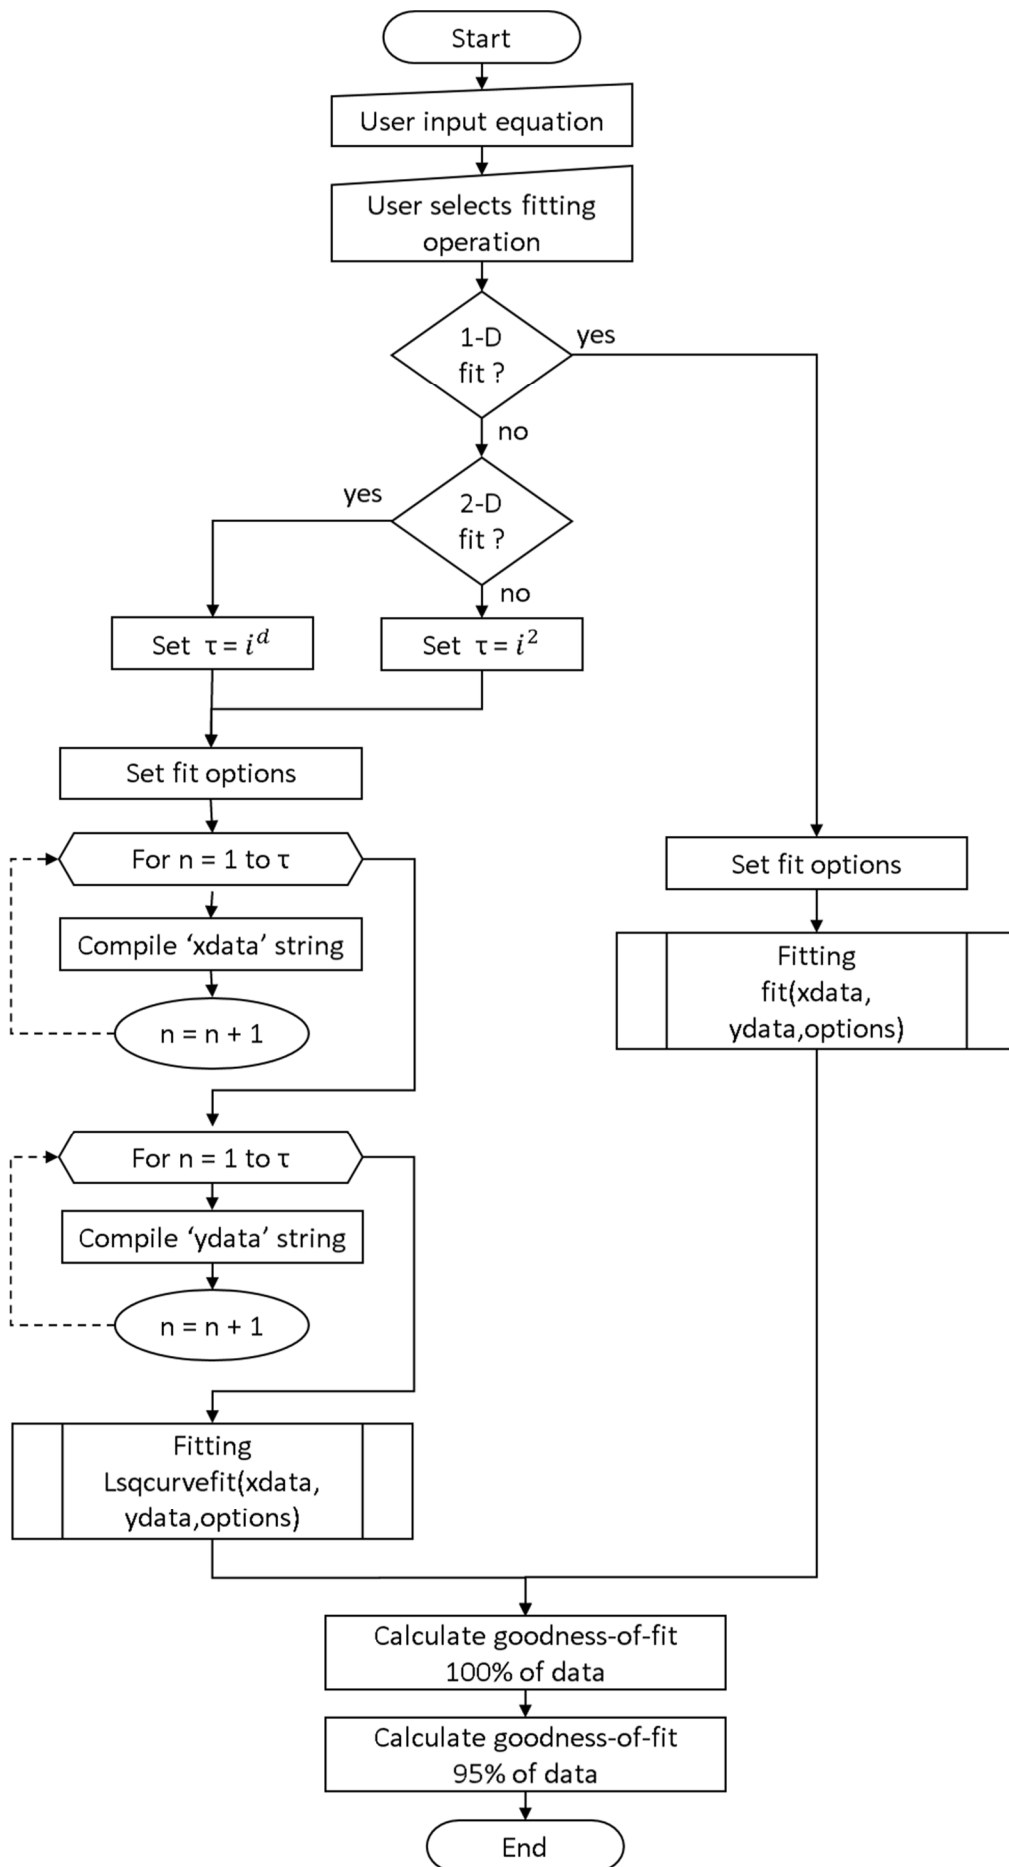 Start
User input equation
User selects fitting
operation
1-D
fit ?
yes
no
2-D
fit ?
yes
no
Set τ = i^d
Set τ = i²
Set fit options
For n = 1 to τ
Compile ‘xdata’ string
n = n + 1
For n = 1 to τ
Compile ‘ydata’ string
n = n + 1
Fitting
Lsqcurvefit(xdata,
ydata,options)
Set fit options
Fitting
fit(xdata,
ydata,options)
Calculate goodness-of-fit
100% of data
Calculate goodness-of-fit
95% of data
End